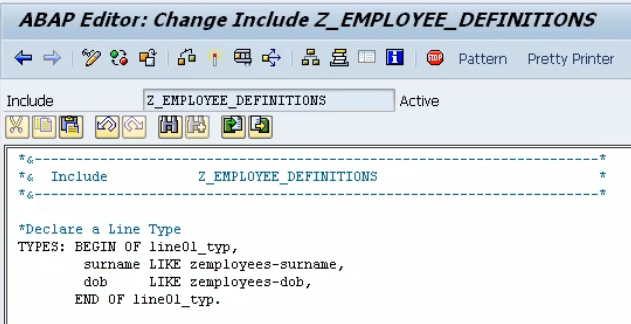 ABAP Editor: Change Include Z_EMPLOYEE_DEFINITIONS
STOP Pattern Pretty Printer
Include Z_EMPLOYEE_DEFINITIONS Active
*&---------------------------------------------------------------------*
*& Include Z_EMPLOYEE_DEFINITIONS *
*&---------------------------------------------------------------------*
*Declare a Line Type
TYPES: BEGIN OF line01_typ,
surname LIKE zemployees-surname,
dob LIKE zemployees-dob,
END OF line01_typ.